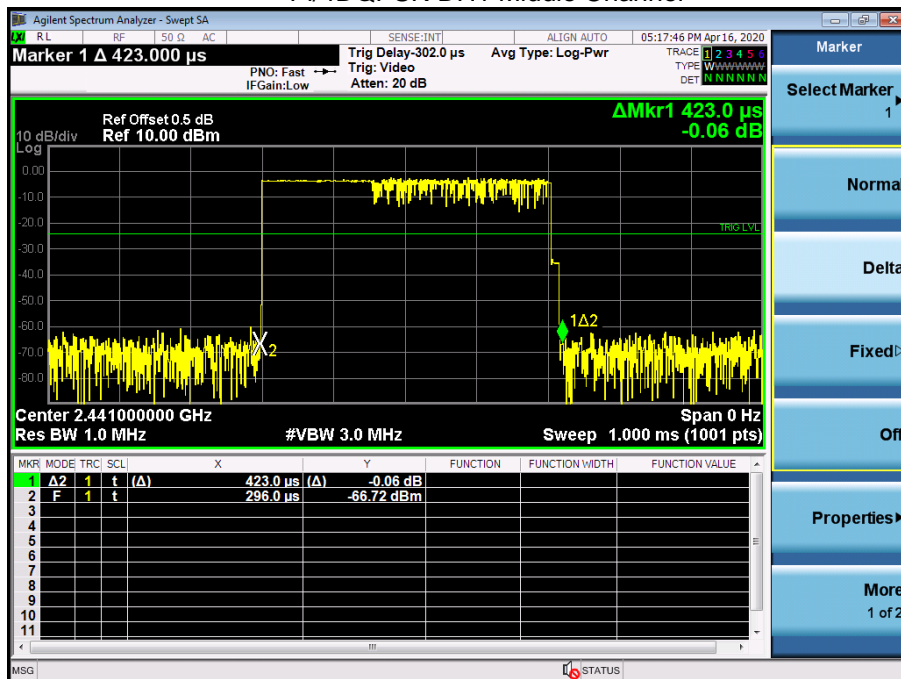 Agilent Spectrum Analyzer - Swept SA
LXI RL RF 50 Ω AC SENSE:INT ALIGN AUTO 05:17:46 PM Apr 16, 2020
Marker 1 Δ 423.000 µs
PNO: Fast
IFGain:Low
Trig Delay-302.0 µs
Trig: Video
Atten: 20 dB
Avg Type: Log-Pwr
TRACE 1 2 3 4 5 6
TYPE WWWWWW
DET N N N N N N
ΔMkr1 423.0 µs
-0.06 dB
Ref Offset 0.5 dB
10 dB/div Ref 10.00 dBm
Log
0.00
-10.0
-20.0
TRIG LVL
-30.0
-40.0
-50.0
-60.0
1Δ2
-70.0
X2
-80.0
Center 2.441000000 GHz Span 0 Hz
Res BW 1.0 MHz #VBW 3.0 MHz Sweep 1.000 ms (1001 pts)
MKR MODE TRC SCL X Y FUNCTION FUNCTION WIDTH FUNCTION VALUE
1 Δ2 1 t (Δ) 423.0 µs (Δ) -0.06 dB
2 F 1 t 296.0 µs -66.72 dBm
3
4
5
6
7
8
9
10
11
MSG STATUS
Marker
Select Marker
1
Norma
Delta
Fixed
Off
Properties
More
1 of 2